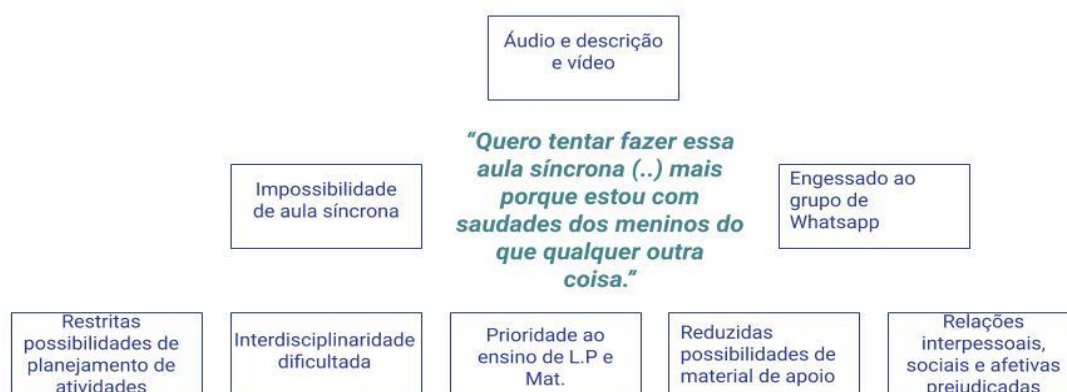 Áudio e descrição
e vídeo
"Quero tentar fazer essa
aula síncrona (..) mais
porque estou com
saudades dos meninos do
que qualquer outra
coisa."
Impossibilidade
de aula síncrona
Engessado ao
grupo de
Whatsapp
Restritas
possibilidades de
planejamento de
atividades
Interdisciplinaridade
dificultada
Prioridade ao
ensino de L.P e
Mat.
Reduzidas
possibilidades de
material de apoio
Relações
interpessoais,
sociais e afetivas
prejudicadas